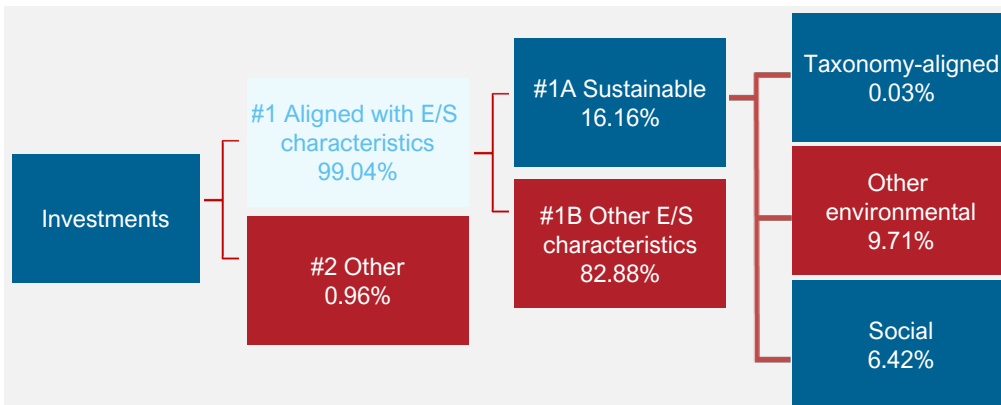 Investments
#1 Aligned with E/S
characteristics
99.04%
#2 Other
0.96%
#1A Sustainable
16.16%
#1B Other E/S
characteristics
82.88%
Taxonomy-aligned
0.03%
Other
environmental
9.71%
Social
6.42%